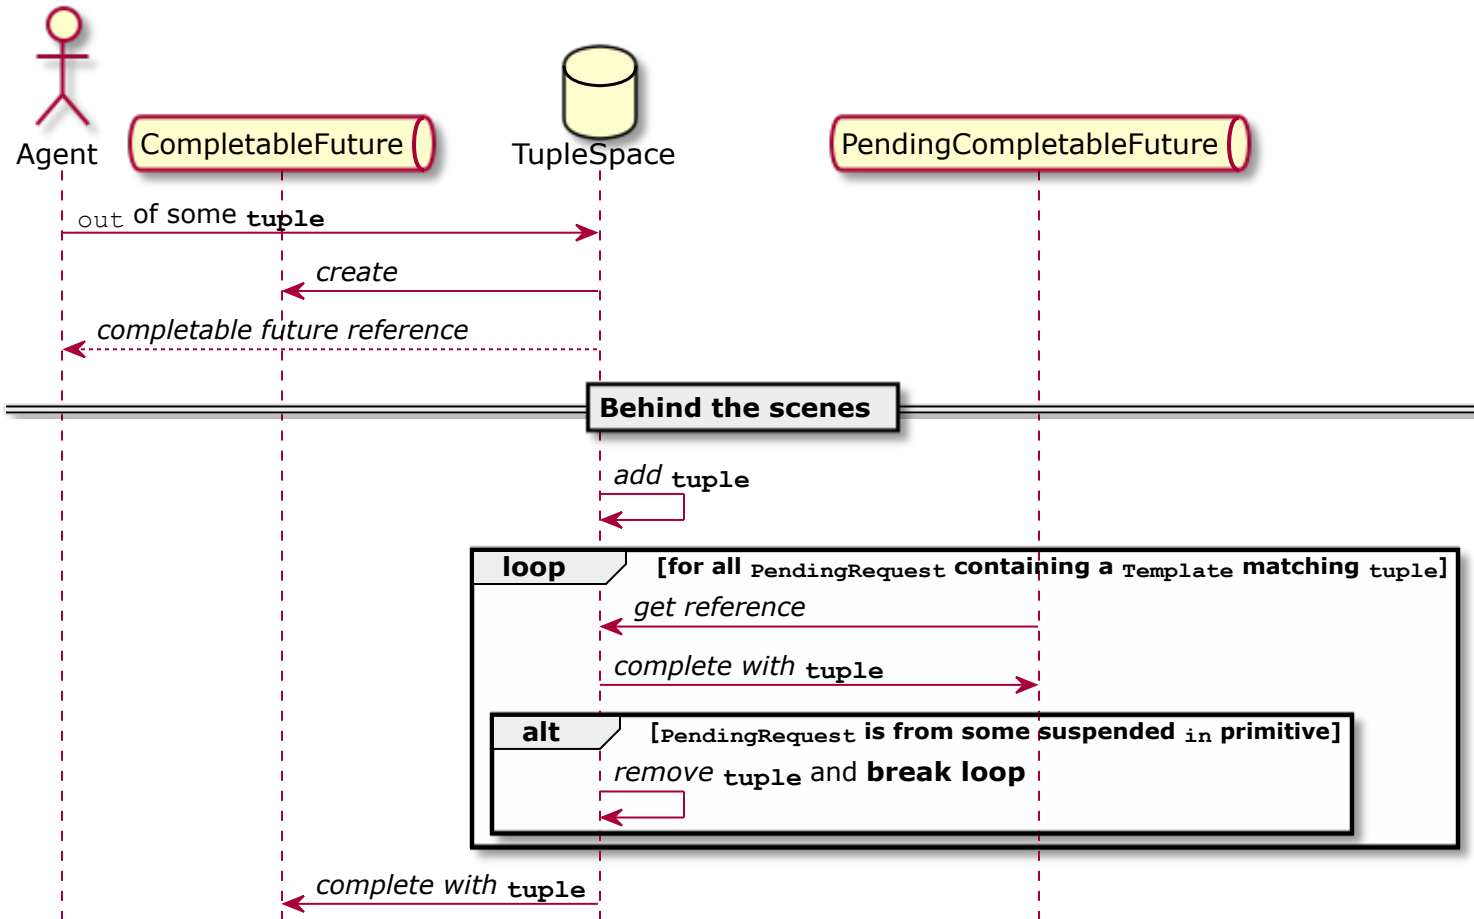 Agent
CompletableFuture
TupleSpace
PendingCompletableFuture
out of some tuple
create
completable future reference
Behind the scenes
add tuple
loop [for all PendingRequest containing a Template matching tuple]
get reference
complete with tuple
alt [PendingRequest is from some suspended in primitive]
remove tuple and break loop
complete with tuple